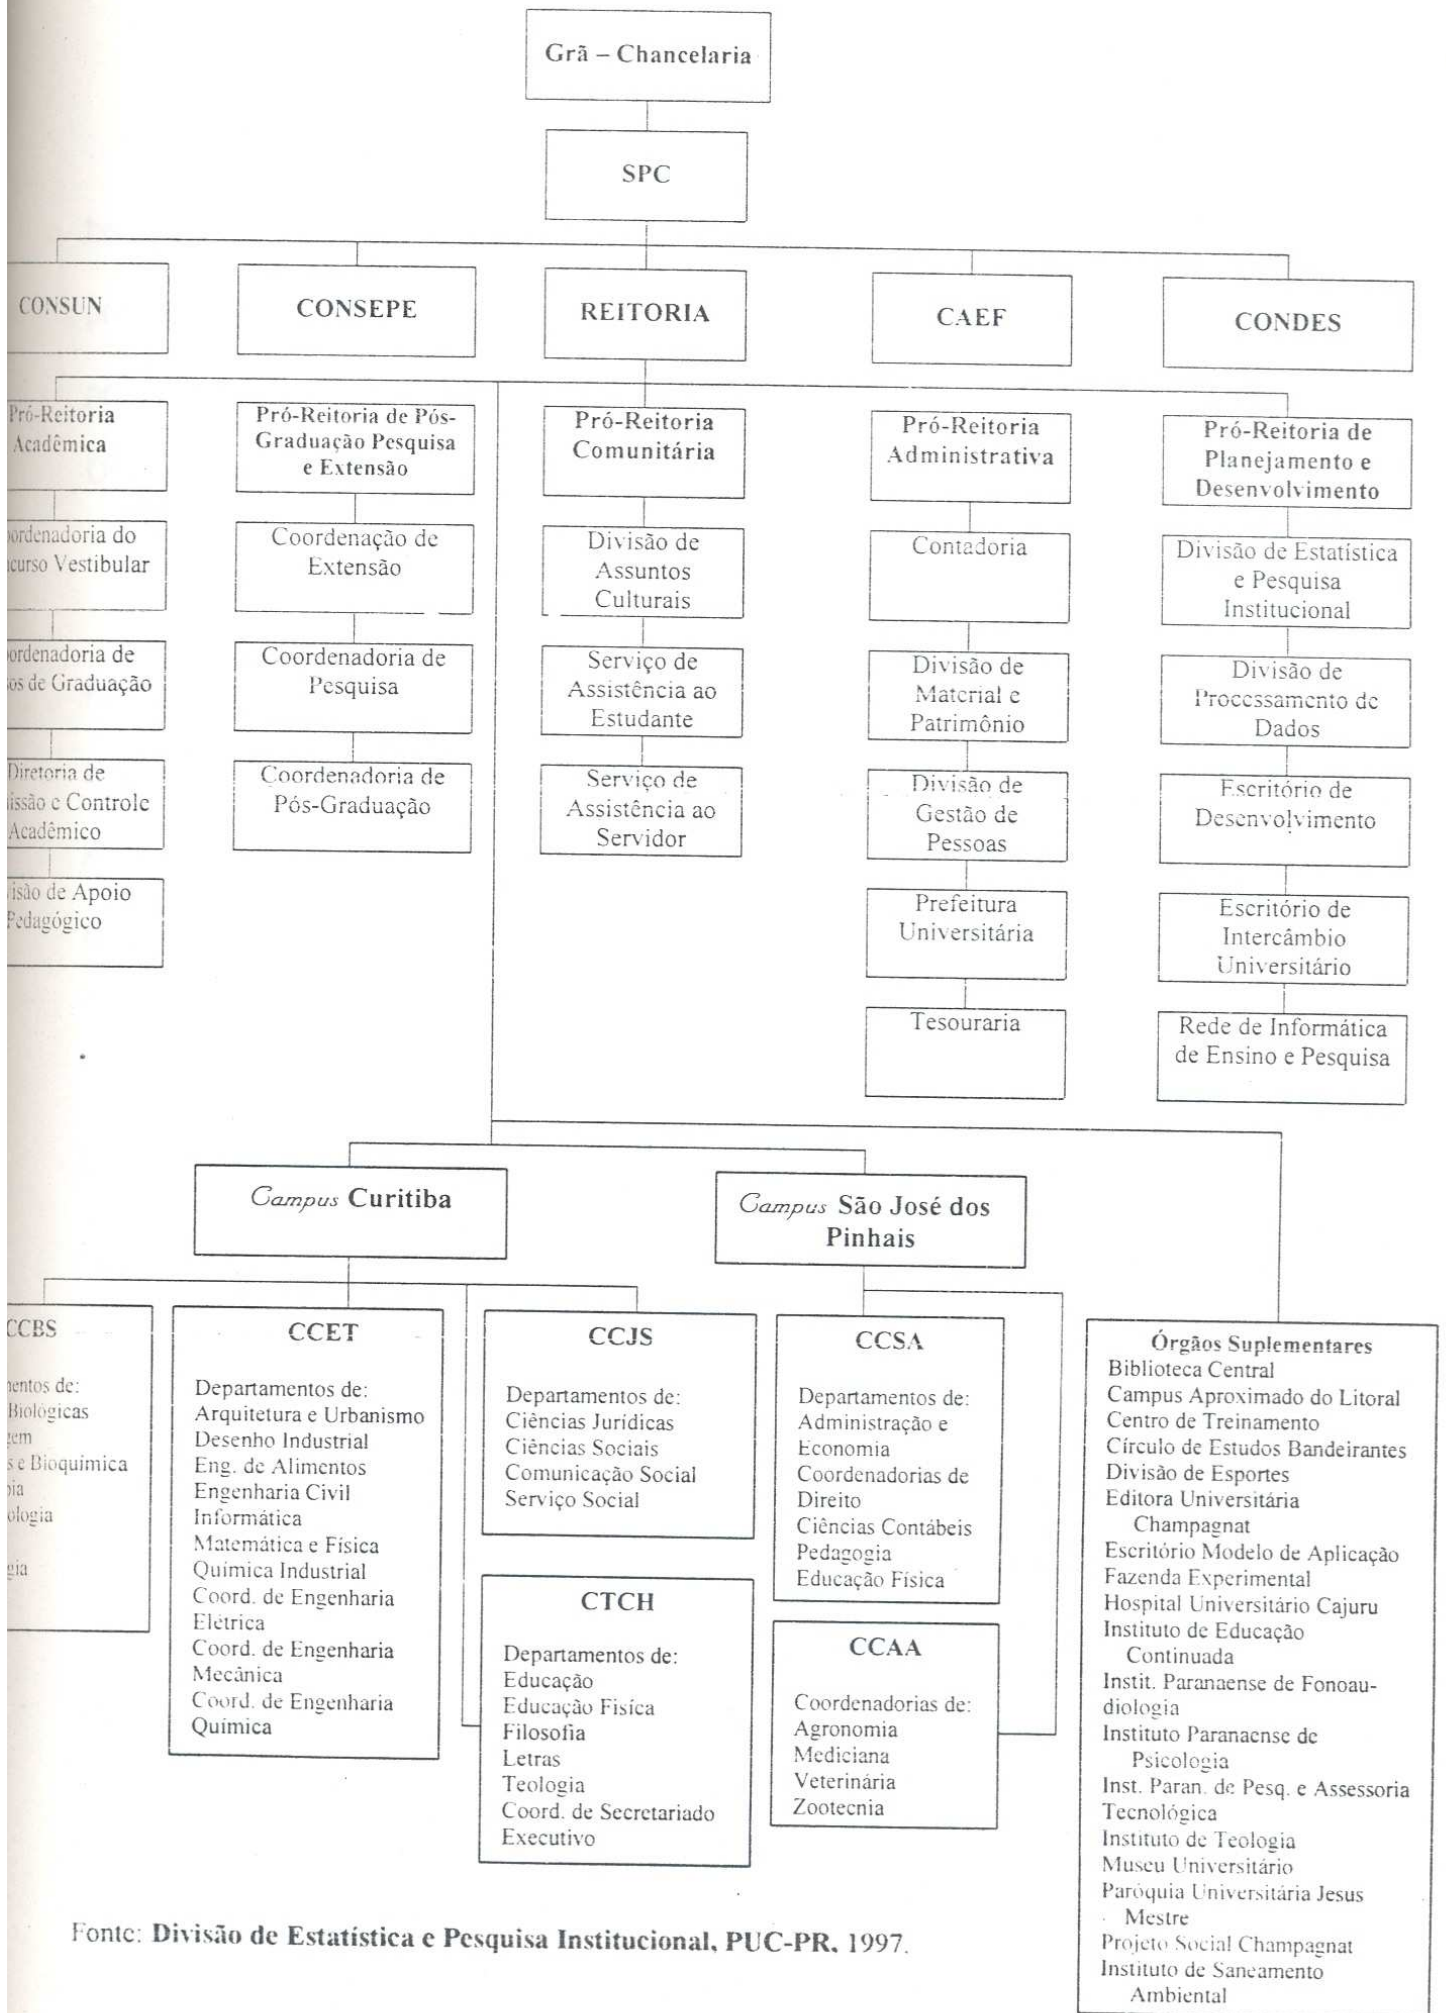 Grã – Chancelaria
SPC
CONSUN
CONSEPE
REITORIA
CAEF
CONDES
Pró-Reitoria
Acadêmica
Pró-Reitoria de Pós-
Graduação Pesquisa
e Extensão
Pró-Reitoria
Comunitária
Pró-Reitoria
Administrativa
Pró-Reitoria de
Planejamento e
Desenvolvimento
do
Vestibular
Coordenação de
Extensão
Divisão de
Assuntos
Culturais
Contadoria
Divisão de Estatística
e Pesquisa
Institucional
de
de Graduação
Coordenadoria de
Pesquisa
Serviço de
Assistência ao
Estudante
Divisão de
Material e
Patrimônio
Divisão de
Processamento de
Dados
Diretoria de
e Controle
Acadêmico
Coordenadoria de
Pós-Graduação
Serviço de
Assistência ao
Servidor
Divisão de
Gestão de
Pessoas
Escritório de
Desenvolvimento
de Apoio
Pedagógico
Prefeitura
Universitária
Escritório de
Intercâmbio
Universitário
Tesouraria
Rede de Informática
de Ensino e Pesquisa
Campus Curitiba
Campus São José dos
Pinhais
CCBS
de:
Biológicas
e Bioquimica
CCET
Departamentos de:
Arquitetura e Urbanismo
Desenho Industrial
Eng. de Alimentos
Engenharia Civil
Informática
Matemática e Física
Química Industrial
Coord. de Engenharia
Elétrica
Coord. de Engenharia
Mecânica
Coord. de Engenharia
Química
CCJS
Departamentos de:
Ciências Jurídicas
Ciências Sociais
Comunicação Social
Serviço Social
CTCH
Departamentos de:
Educação
Educação Física
Filosofia
Letras
Teologia
Coord. de Secretariado
Executivo
CCSA
Departamentos de:
Administração e
Economia
Coordenadorias de
Direito
Ciências Contábeis
Pedagogia
Educação Física
CCAA
Coordenadorias de:
Agronomia
Mediciana
Veterinária
Zootecnia
Órgãos Suplementares
Biblioteca Central
Campus Aproximado do Litoral
Centro de Treinamento
Círculo de Estudos Bandeirantes
Divisão de Esportes
Editora Universitária
Champagnat
Escritório Modelo de Aplicação
Fazenda Experimental
Hospital Universitário Cajuru
Instituto de Educação
Continuada
Instit. Paranaense de Fonoau-
diologia
Instituto Paranaense de
Psicologia
Inst. Paran. de Pesq. e Assessoria
Tecnológica
Instituto de Teologia
Museu Universitário
Paróquia Universitária Jesus
Mestre
Projeto Social Champagnat
Instituto de Saneamento
Ambiental
Fonte: Divisão de Estatística e Pesquisa Institucional, PUC-PR, 1997.